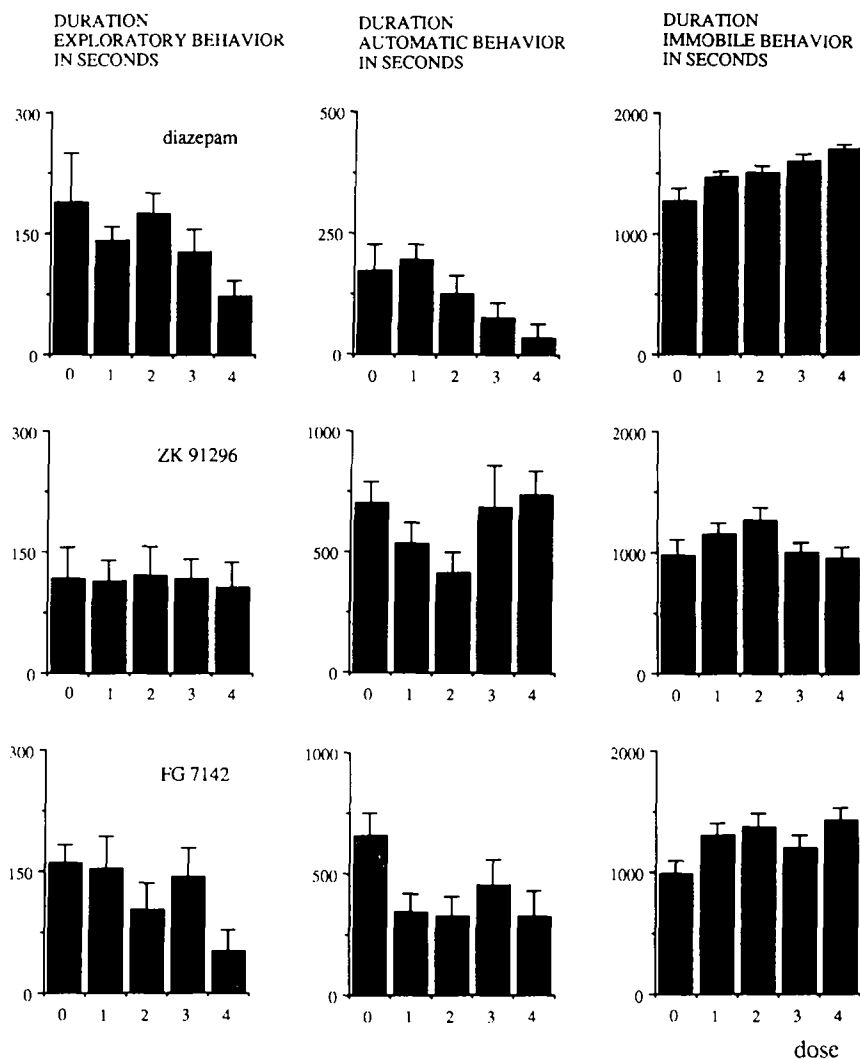 DURATION
EXPLORATORY BEHAVIOR
IN SECONDS
DURATION
AUTOMATIC BEHAVIOR
IN SECONDS
DURATION
IMMOBILE BEHAVIOR
IN SECONDS
300
150
0
diazepam
0 1 2 3 4
500
250
0
0 1 2 3 4
2000
1000
0
0 1 2 3 4
300
150
0
ZK 91296
0 1 2 3 4
1000
500
0
0 1 2 3 4
2000
1000
0
0 1 2 3 4
300
150
0
FG 7142
0 1 2 3 4
1000
500
0
0 1 2 3 4
2000
1000
0
0 1 2 3 4
dose